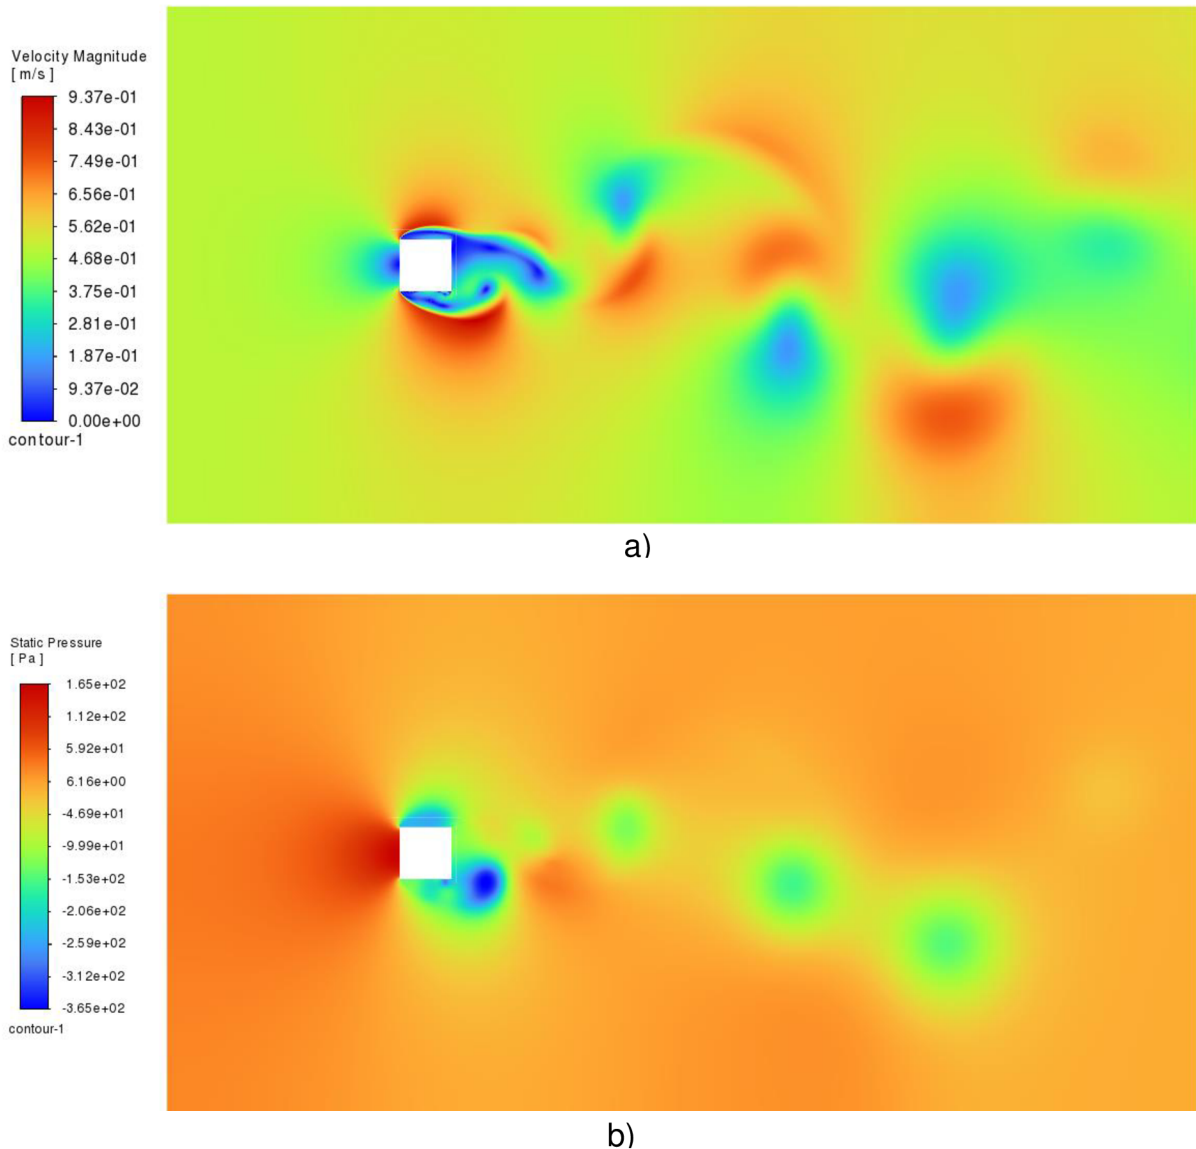 Velocity Magnitude
[ m/s ]
9.37e-01
8.43e-01
7.49e-01
6.56e-01
5.62e-01
4.68e-01
3.75e-01
2.81e-01
1.87e-01
9.37e-02
0.00e+00
contour-1
a)
Static Pressure
[ Pa ]
1.65e+02
1.12e+02
5.92e+01
6.16e+00
-4.69e+01
-9.99e+01
-1.53e+02
-2.06e+02
-2.59e+02
-3.12e+02
-3.65e+02
contour-1
b)